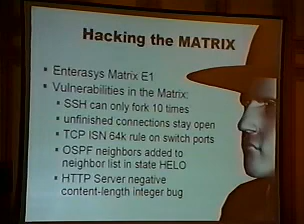 Hacking the MATRIX
Enterasys Matrix E1
Vulnerabilities in the Matrix:
SSH can only fork 10 times
unfinished connections stay open
TCP ISN 64k rule on switch ports
OSPF neighbors added to
neighbor list in state HELO
HTTP Server negative
content-length integer bug